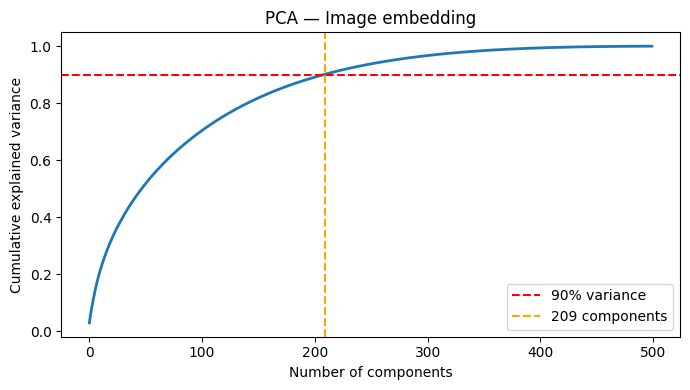 PCA — Image embedding
Cumulative explained variance
1.0
0.8
0.6
0.4
0.2
0.0
90% variance
209 components
0 100 200 300 400 500
Number of components